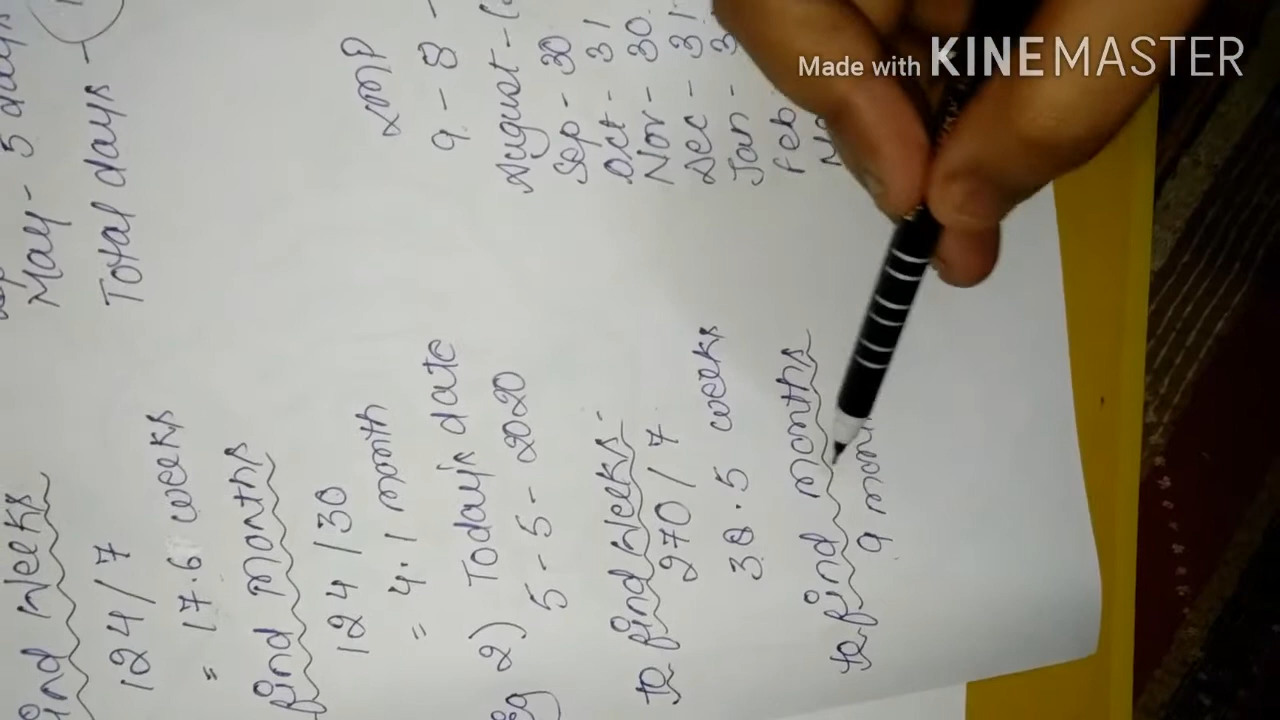 Made with KINEMASTER
May - 5 days
Total days -
find Weeks
124/7
= 17.6 weeks
find months
124/30
= 4.1 month
2) Today's date
5-5-2020
LMP
9-8-
to find Weeks:-
270/7
38.5 weeks
August -
Sep - 30
Oct - 31
Nov - 30
Dec - 31
Jan - 3
Feb
to find months
9 mon